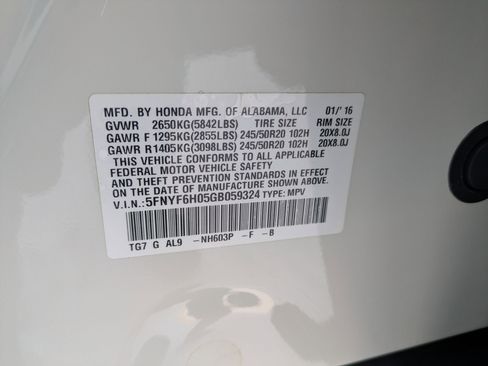 MFD. BY HONDA MFG. OF ALABAMA, LLC 01/'16
GVWR 2650KG(5842LBS) TIRE SIZE RIM SIZE
GAWR F 1295KG(2855LBS) 245/50R20 102H 20X8.0J
GAWR R1405KG(3098LBS) 245/50R20 102H 20X8.0J
THIS VEHICLE CONFORMS TO ALL APPLICABLE
FEDERAL MOTOR VEHICLE SAFETY
AND THEFT PREVENTION STANDARDS IN EFFECT
ON THE DATE OF MANUFACTURE SHOWN ABOVE.
V.I.N.: 5FNYF6H05GB059324 TYPE: MPV
TG7 G AL9 -NH603P -F -B